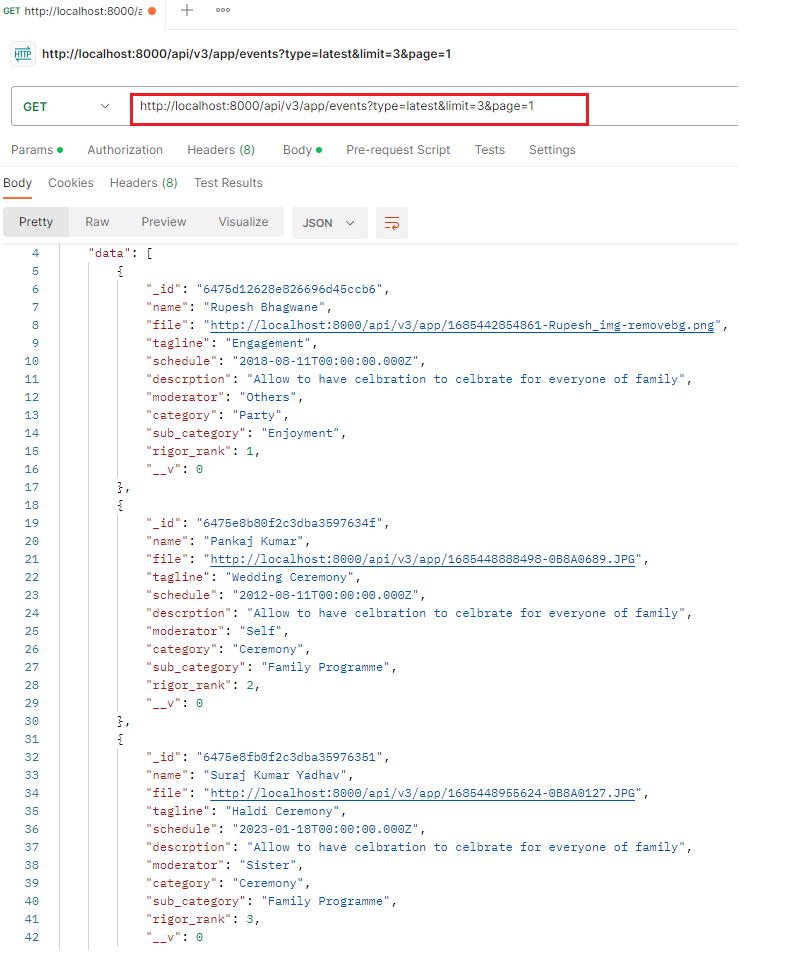 GET http://localhost:8000/a
http://localhost:8000/api/v3/app/events?type=latest&limit=3&page=1
GET http://localhost:8000/api/v3/app/events?type=latest&limit=3&page=1
Params Authorization Headers (8) Body Pre-request Script Tests Settings
Body Cookies Headers (8) Test Results
Pretty Raw Preview Visualize JSON
4 "data": [
5 {
6 "_id": "6475d12628e826696d45ccb6",
7 "name": "Rupesh Bhagwane",
8 "file": "http://localhost:8000/api/v3/app/1685442854861-Rupesh_img-removebg.png",
9 "tagline": "Engagement",
10 "schedule": "2018-08-11T00:00:00.000Z",
11 "descrption": "Allow to have celbration to celbrate for everyone of family",
12 "moderator": "Others",
13 "category": "Party",
14 "sub_category": "Enjoyment",
15 "rigor_rank": 1,
16 "__v": 0
17 },
18 {
19 "_id": "6475e8b80f2c3dba3597634f",
20 "name": "Pankaj Kumar",
21 "file": "http://localhost:8000/api/v3/app/1685448888498-0B8A0689.JPG",
22 "tagline": "Wedding Ceremony",
23 "schedule": "2012-08-11T00:00:00.000Z",
24 "descrption": "Allow to have celbration to celbrate for everyone of family",
25 "moderator": "Self",
26 "category": "Ceremony",
27 "sub_category": "Family Programme",
28 "rigor_rank": 2,
29 "__v": 0
30 },
31 {
32 "_id": "6475e8fb0f2c3dba35976351",
33 "name": "Suraj Kumar Yadhav",
34 "file": "http://localhost:8000/api/v3/app/1685448955624-0B8A0127.JPG",
35 "tagline": "Haldi Ceremony",
36 "schedule": "2023-01-18T00:00:00.000Z",
37 "descrption": "Allow to have celbration to celbrate for everyone of family",
38 "moderator": "Sister",
39 "category": "Ceremony",
40 "sub_category": "Family Programme",
41 "rigor_rank": 3,
42 "__v": 0